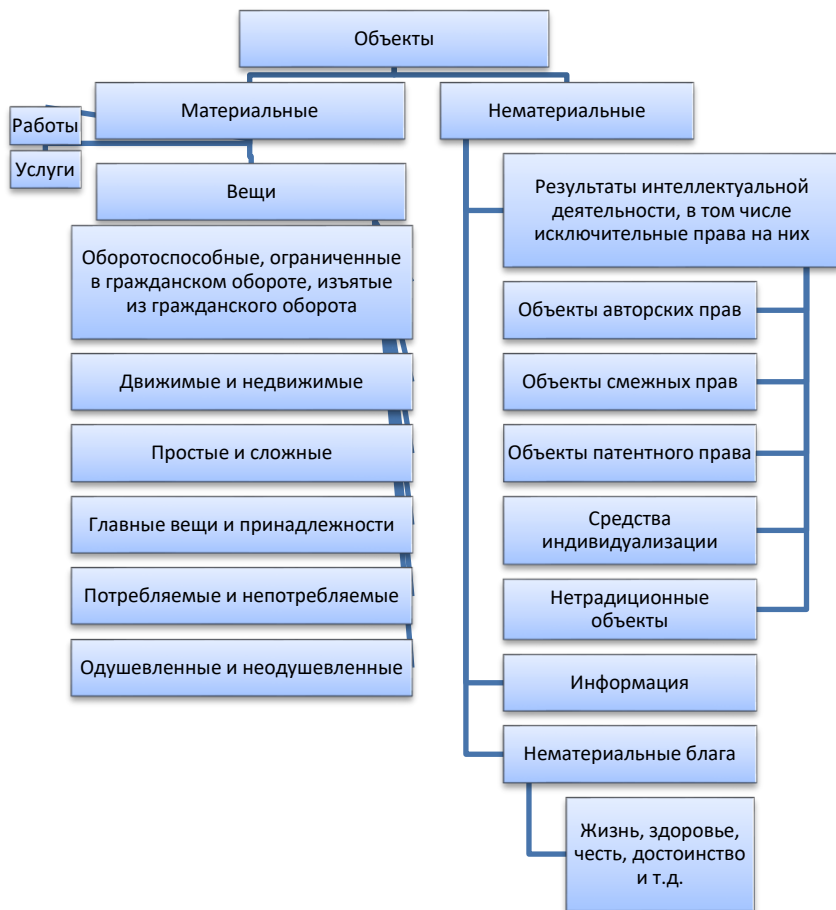 Объекты
Материальные
Работы
Услуги
Вещи
Оборотоспособные, ограниченные
в гражданском обороте, изъятые
из гражданского оборота
Движимые и недвижимые
Простые и сложные
Главные вещи и принадлежности
Потребляемые и непотребляемые
Одушевленные и неодушевленные
Нематериальные
Результаты интеллектуальной
деятельности, в том числе
исключительные права на них
Объекты авторских прав
Объекты смежных прав
Объекты патентного права
Средства
индивидуализации
Нетрадиционные
объекты
Информация
Нематериальные блага
Жизнь, здоровье,
честь, достоинство
и т.д.